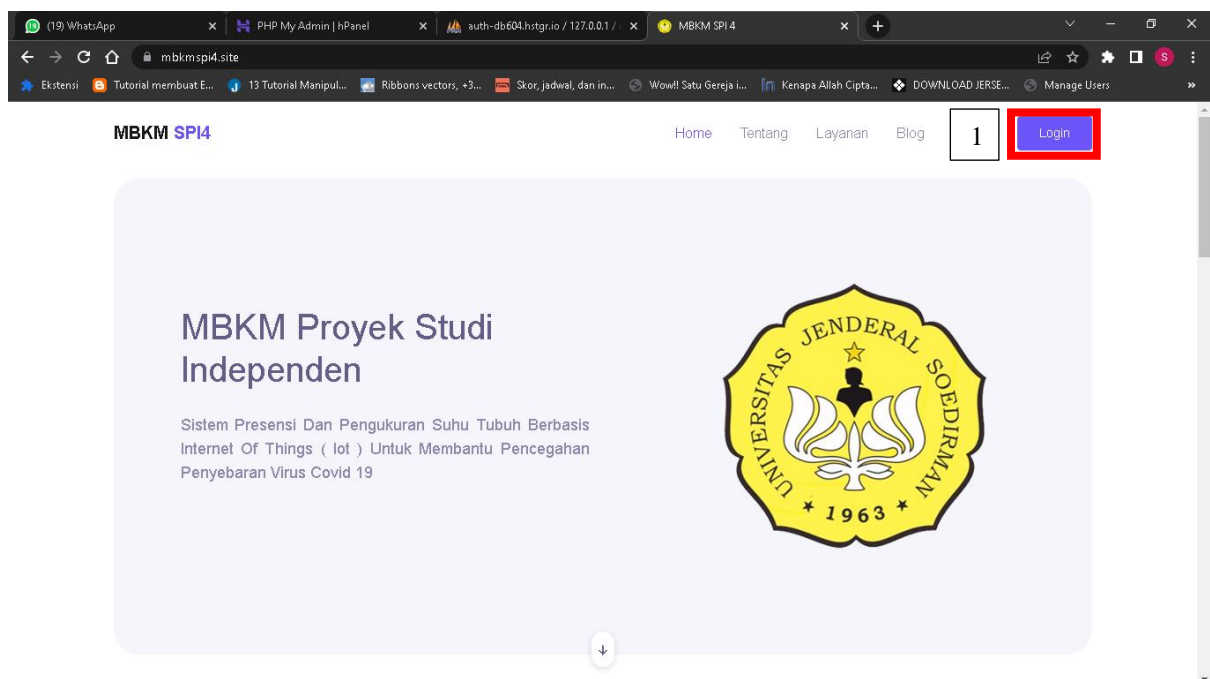 (19) WhatsApp
PHP My Admin | hPanel
auth-db604.hstgr.io / 127.0.0.1 /
MBKM SPI 4
mbkmspi4.site
S
Ekstensi
Tutorial membuat E...
13 Tutorial Manipul...
Ribbons vectors, +3...
Skor, jadwal, dan in...
Wow!! Satu Gereja i...
Kenapa Allah Cipta...
DOWNLOAD JERSE...
Manage Users
»
MBKM SPI4
Home
Tentang
Layanan
Blog
1
Login
MBKM Proyek Studi
Independen
Sistem Presensi Dan Pengukuran Suhu Tubuh Berbasis
Internet Of Things ( Iot ) Untuk Membantu Pencegahan
Penyebaran Virus Covid 19
UNIVERSITAS JENDERAL SOEDIRMAN
* 1963 *